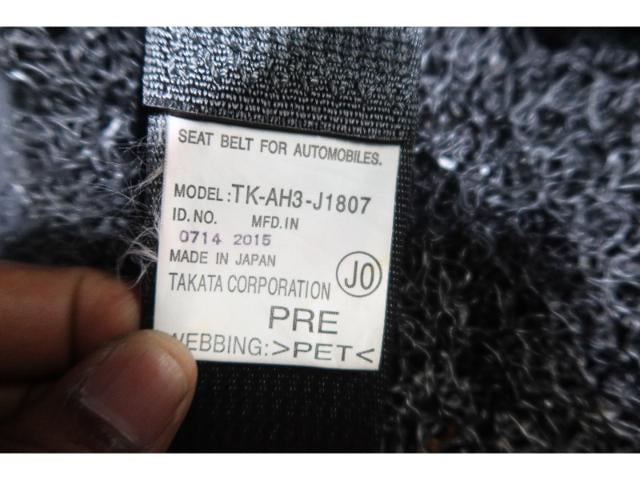 SEAT BELT FOR AUTOMOBILES.
MODEL:TK-AH3-J1807
ID.NO. MFD.IN
0714 2015
MADE IN JAPAN
TAKATA CORPORATION JO
PRE
WEBBING:>PET<